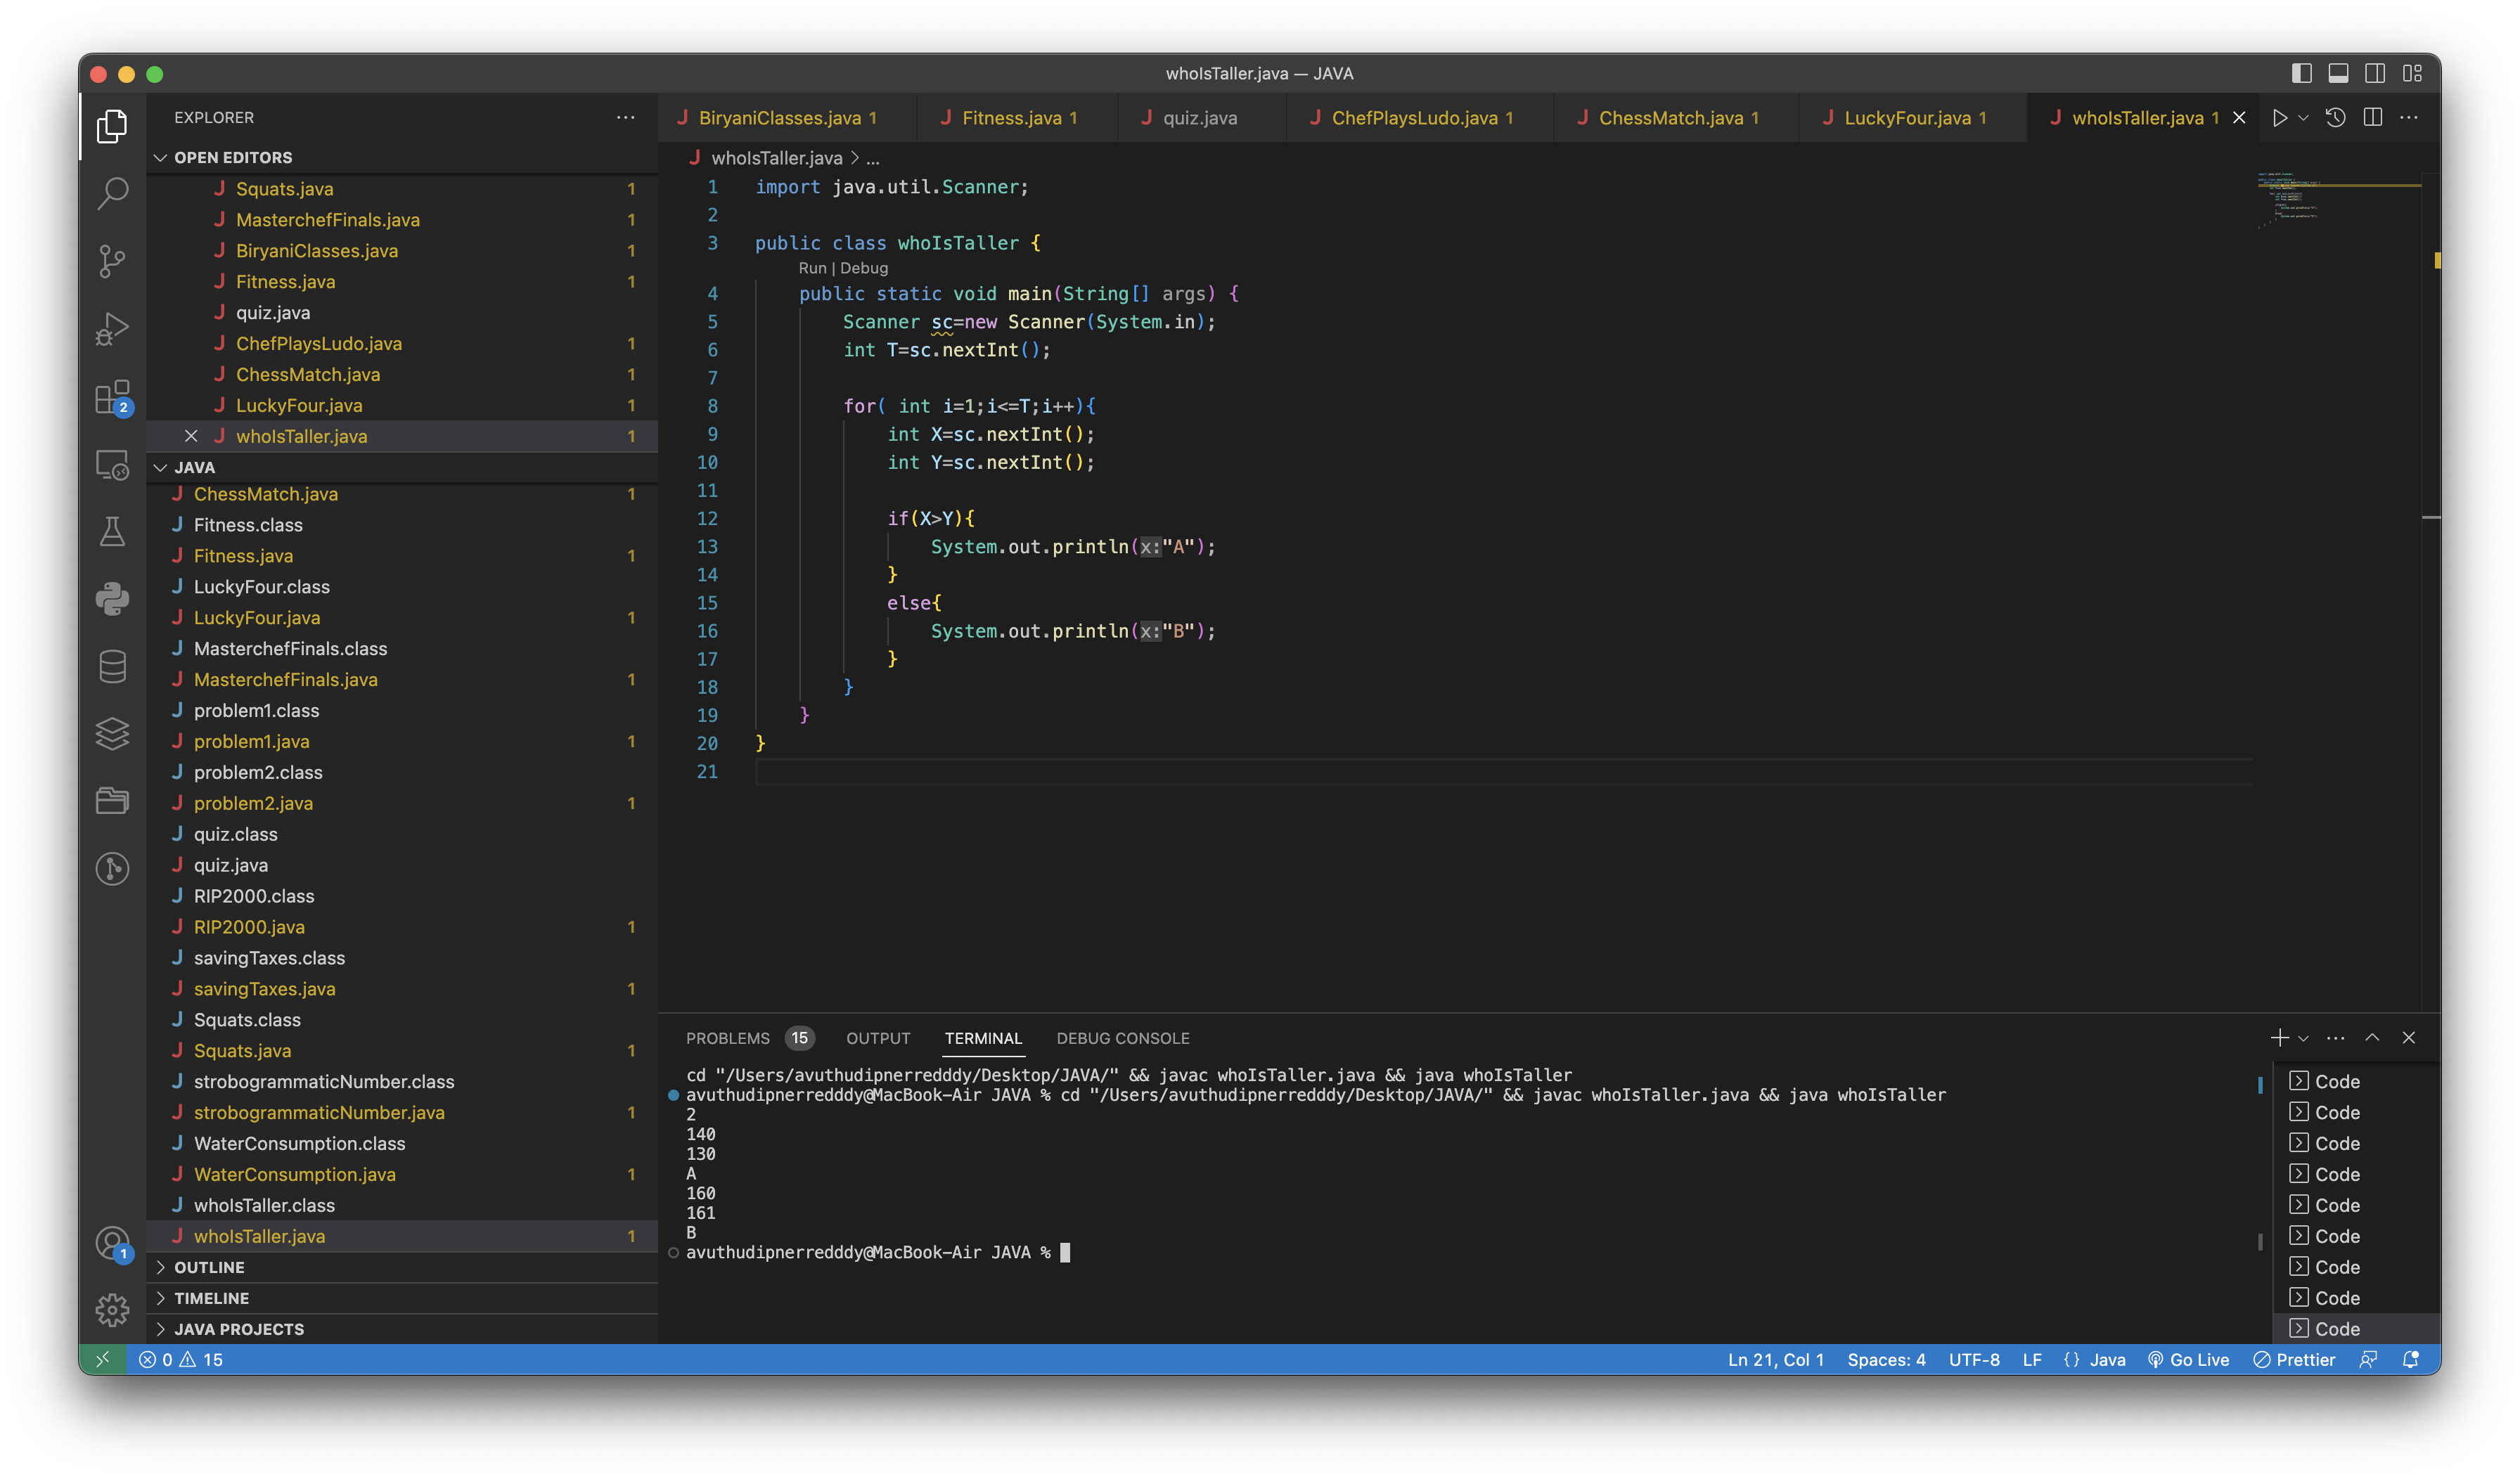 whoIsTaller.java — JAVA
EXPLORER
OPEN EDITORS
Squats.java 1
MasterchefFinals.java 1
BiryaniClasses.java 1
Fitness.java 1
quiz.java
ChefPlaysLudo.java 1
ChessMatch.java 1
LuckyFour.java 1
whoIsTaller.java 1
JAVA
ChessMatch.java 1
Fitness.class
Fitness.java 1
LuckyFour.class
LuckyFour.java 1
MasterchefFinals.class
MasterchefFinals.java 1
problem1.class
problem1.java 1
problem2.class
problem2.java 1
quiz.class
quiz.java
RIP2000.class
RIP2000.java 1
savingTaxes.class
savingTaxes.java 1
Squats.class
Squats.java 1
strobogrammaticNumber.class
strobogrammaticNumber.java 1
WaterConsumption.class
WaterConsumption.java 1
whoIsTaller.class
whoIsTaller.java 1
OUTLINE
TIMELINE
JAVA PROJECTS
2
1
BiryaniClasses.java 1 Fitness.java 1 quiz.java ChefPlaysLudo.java 1 ChessMatch.java 1 LuckyFour.java 1 whoIsTaller.java 1
whoIsTaller.java > ...
1 import java.util.Scanner;
2
3 public class whoIsTaller {
Run | Debug
4 public static void main(String[] args) {
5 Scanner sc=new Scanner(System.in);
6 int T=sc.nextInt();
7
8 for( int i=1;i<=T;i++){
9 int X=sc.nextInt();
10 int Y=sc.nextInt();
11
12 if(X>Y){
13 System.out.println(x:"A");
14 }
15 else{
16 System.out.println(x:"B");
17 }
18 }
19 }
20 }
21
PROBLEMS 15 OUTPUT TERMINAL DEBUG CONSOLE
cd "/Users/avuthudipnerredddy/Desktop/JAVA/" && javac whoIsTaller.java && java whoIsTaller
avuthudipnerredddy@MacBook-Air JAVA % cd "/Users/avuthudipnerredddy/Desktop/JAVA/" && javac whoIsTaller.java && java whoIsTaller
2
140
130
A
160
161
B
avuthudipnerredddy@MacBook-Air JAVA %
Code
Code
Code
Code
Code
Code
Code
Code
Code
0 15 Ln 21, Col 1 Spaces: 4 UTF-8 LF {} Java Go Live Prettier